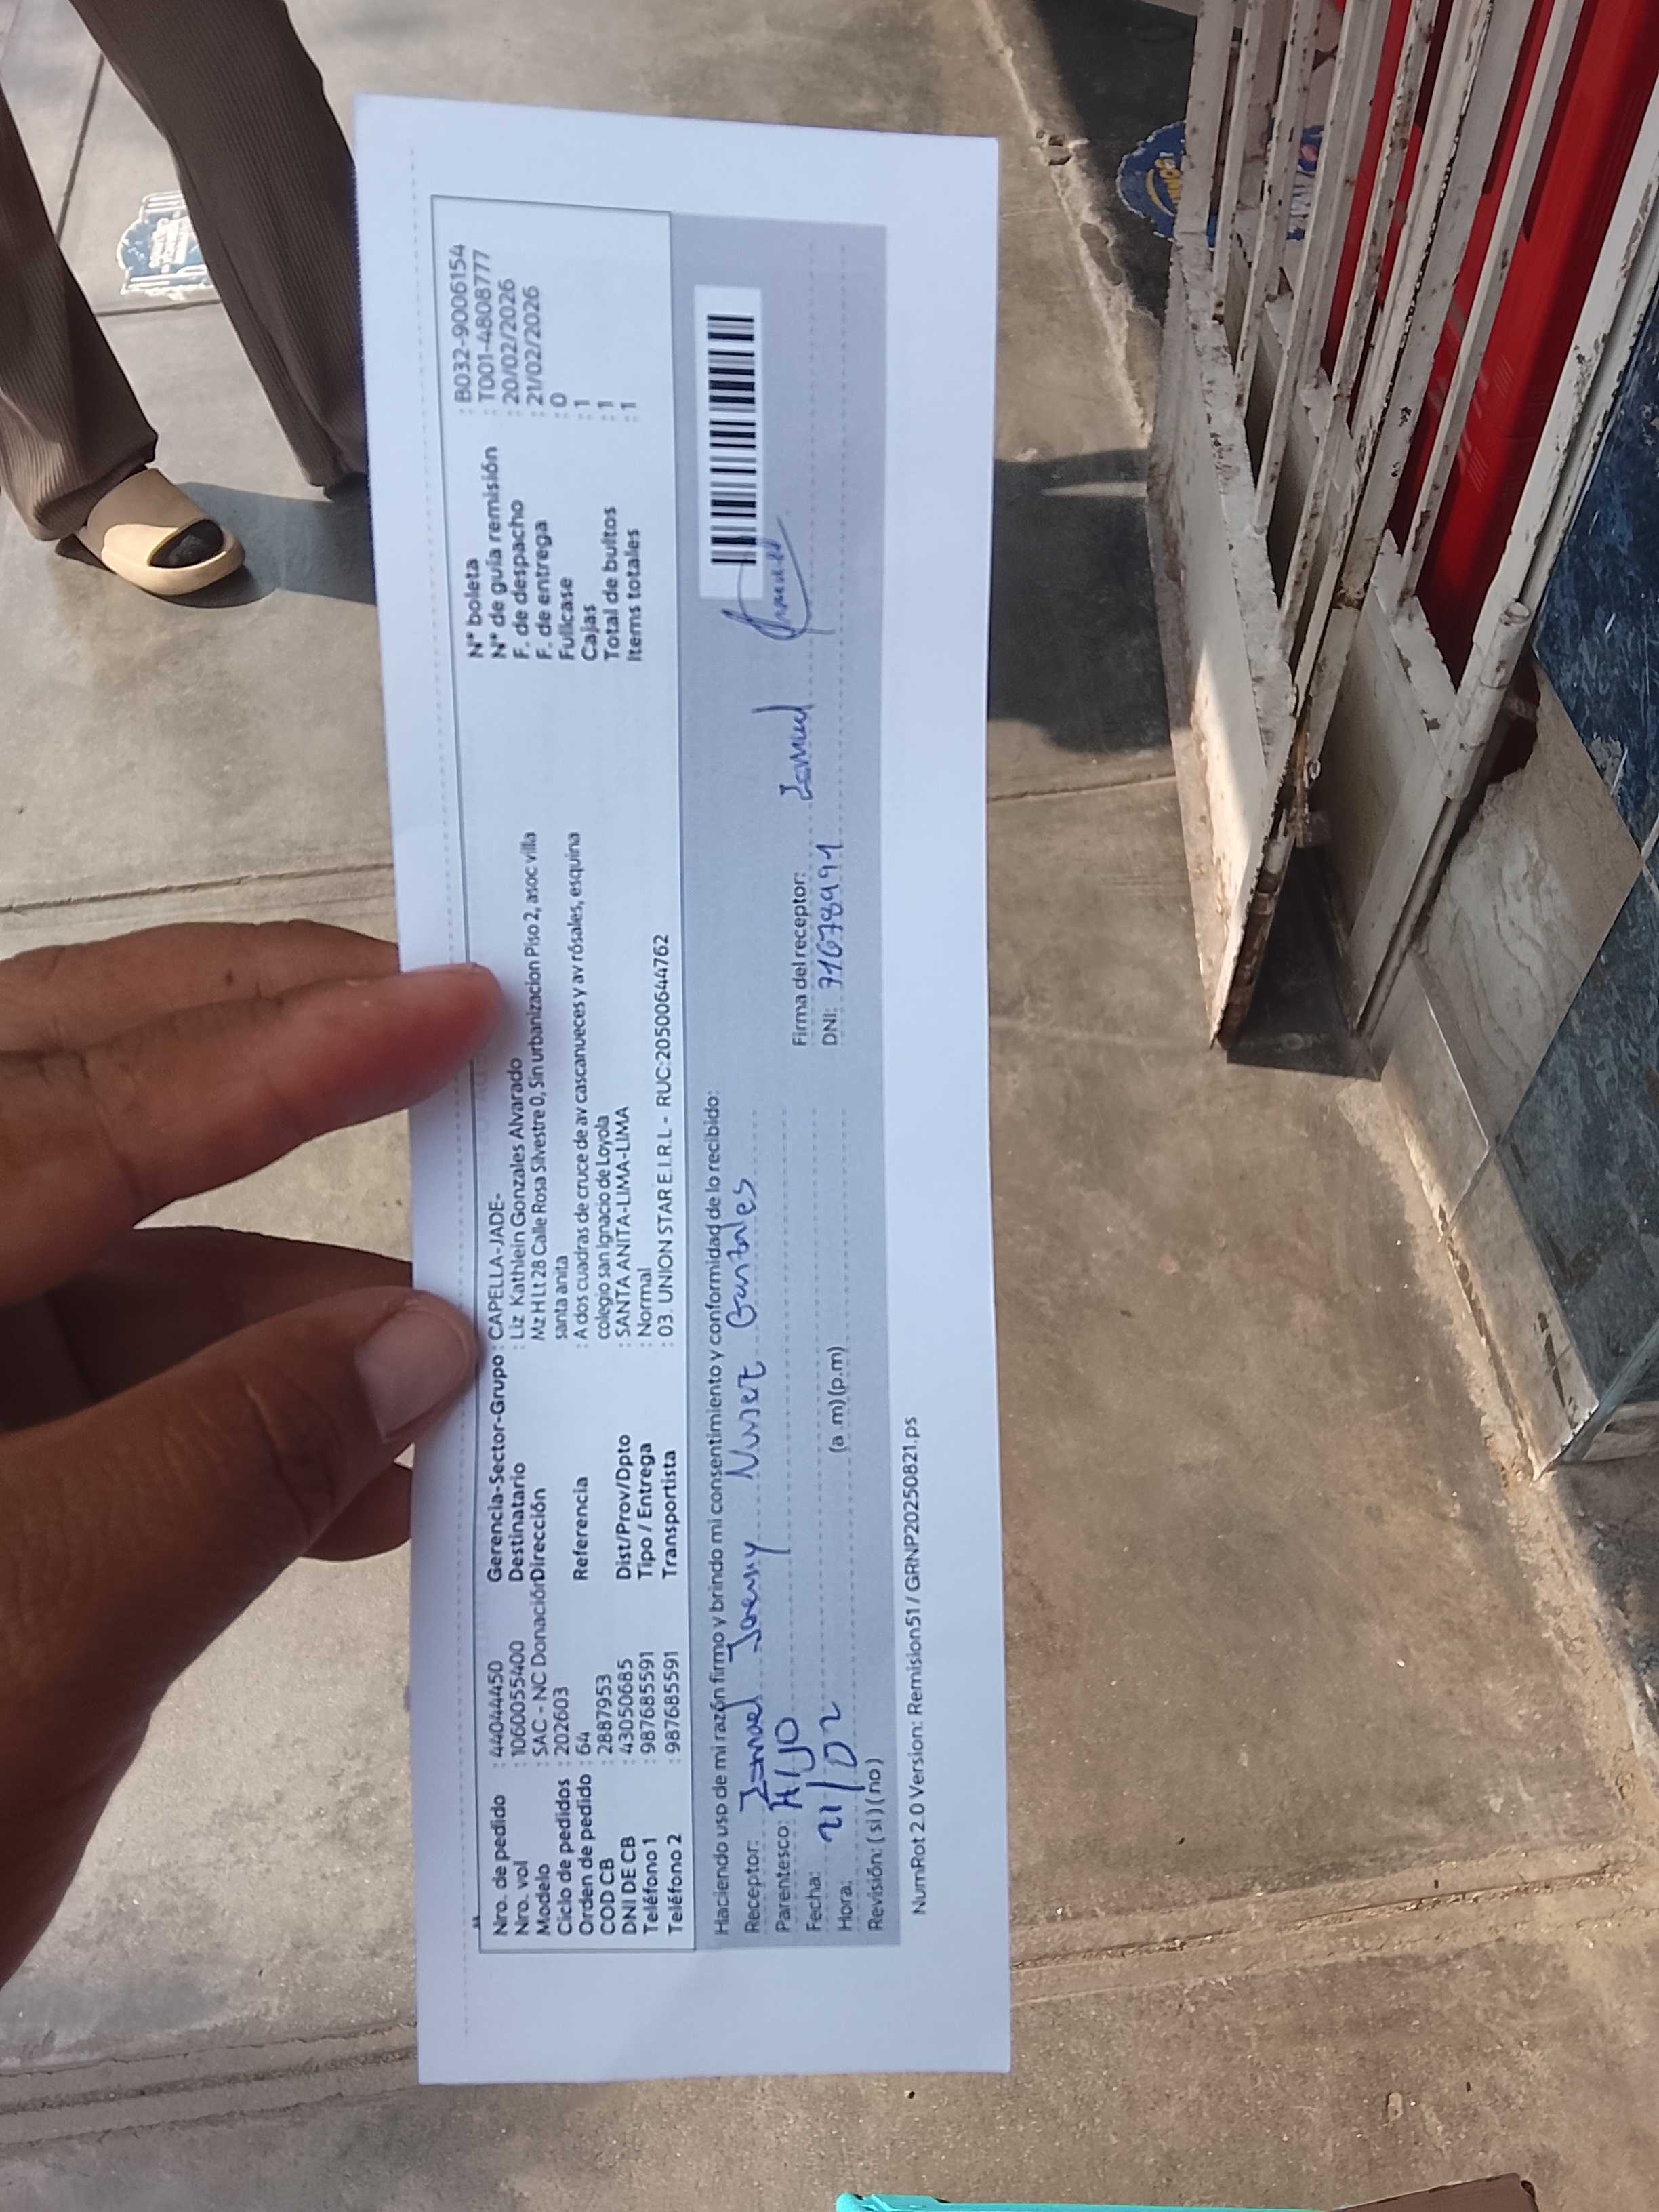 Nro. de pedido : 44044450
Nro. vol : 1060055400
Modelo : SAC - NC Donación
Ciclo de pedidos : 202603
Orden de pedido : 64
COD CB : 2887953
DNI DE CB : 43050685
Teléfono 1 : 987685591
Teléfono 2 : 987685591
Gerencia-Sector-Grupo : CAPELLA-JADE-
Destinatario : Liz Kathlein Gonzales Alvarado
Dirección Mz H Lt 28 Calle Rosa Silvestre 0, Sin urbanizacion Piso 2, asoc villa
santa anita
Referencia : A dos cuadras de cruce de av cascanueces y av rósales, esquina
colegio san ignacio de Loyola
Dist/Prov/Dpto : SANTA ANITA-LIMA-LIMA
Tipo / Entrega : Normal
Transportista : 03. UNION STAR E.I.R.L - RUC:20500644762
N° boleta : B032-9006154
N° de guía remisión : T001-4808777
F. de despacho : 20/02/2026
F. de entrega : 21/02/2026
Fullcase : 0
Cajas : 1
Total de bultos : 1
Items totales : 1
Haciendo uso de mi razón firmo y brindo mi consentimiento y conformidad de lo recibido:
Receptor:
Parentesco: HIJO
Fecha: 21/02
Hora: (a m)(p.m)
Revisión: ( si ) ( no )
Firma del receptor:
DNI: 71678991
NumRot 2.0 Version: Remision51 / GRNP20250821.ps